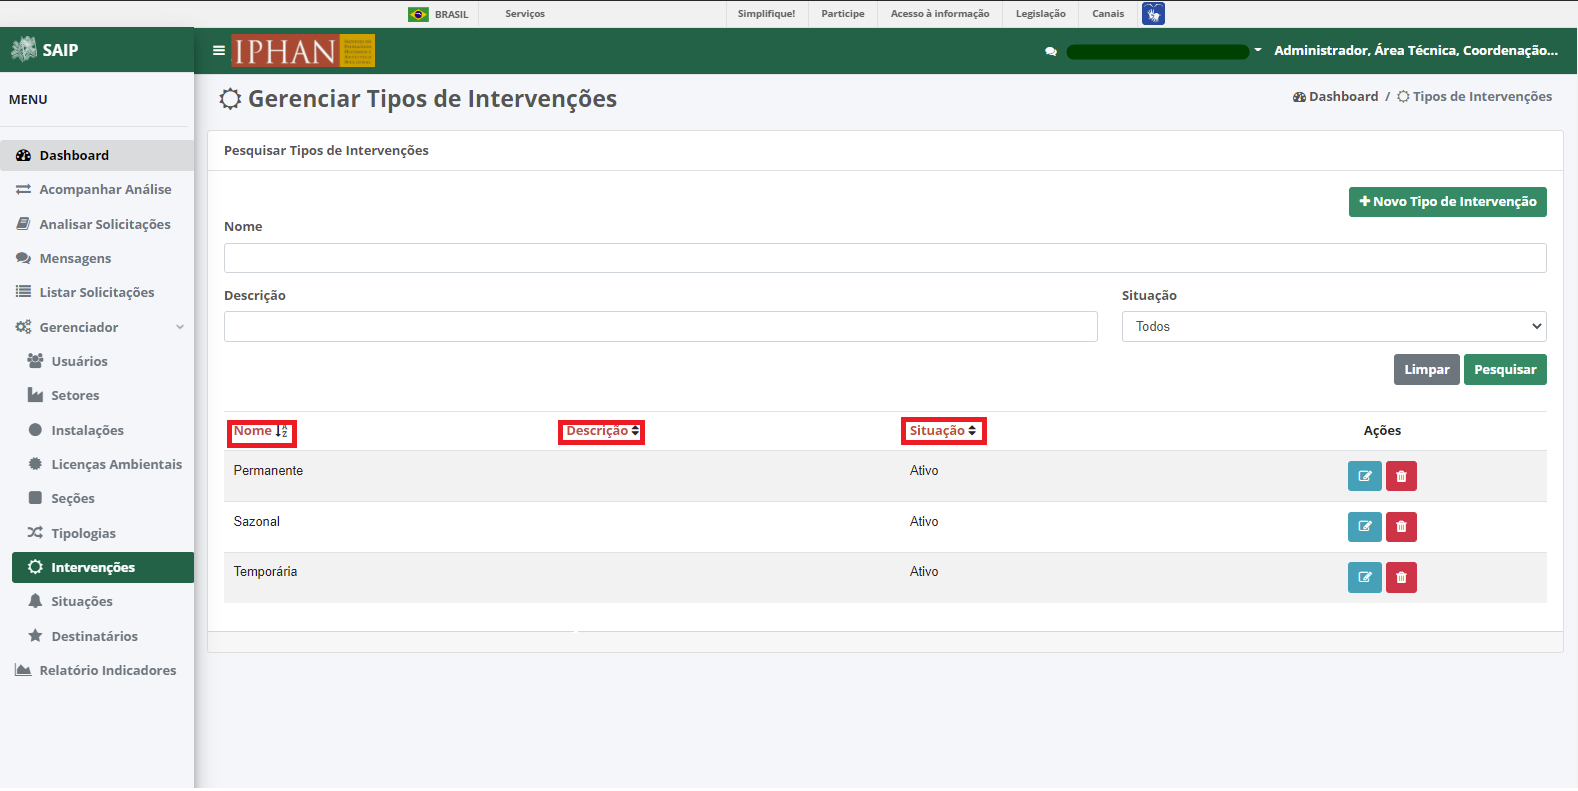 BRASIL Serviços Simplifique! Participe Acesso à informação Legislação Canais
SAIP
IPHAN
Administrador, Área Técnica, Coordenação...
MENU
Dashboard
Acompanhar Análise
Analisar Solicitações
Mensagens
Listar Solicitações
Gerenciador
Usuários
Setores
Instalações
Licenças Ambientais
Seções
Tipologias
Intervenções
Situações
Destinatários
Relatório Indicadores
Gerenciar Tipos de Intervenções
Dashboard / Tipos de Intervenções
Pesquisar Tipos de Intervenções
Novo Tipo de Intervenção
Nome
Descrição Situação
Todos
Limpar Pesquisar
Nome Descrição Situação Ações
Permanente Ativo
Sazonal Ativo
Temporária Ativo